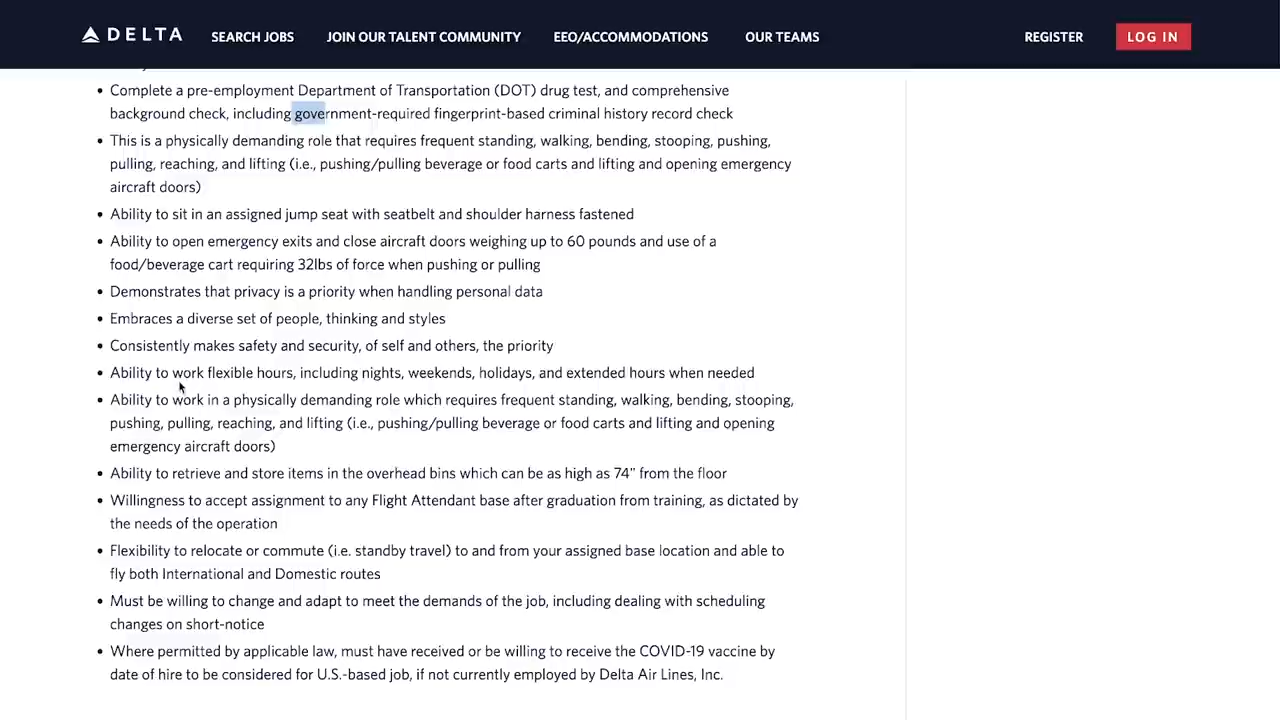 DELTA SEARCH JOBS JOIN OUR TALENT COMMUNITY EEO/ACCOMMODATIONS OUR TEAMS REGISTER LOG IN
• Complete a pre-employment Department of Transportation (DOT) drug test, and comprehensive
background check, including government-required fingerprint-based criminal history record check
• This is a physically demanding role that requires frequent standing, walking, bending, stooping, pushing,
pulling, reaching, and lifting (i.e., pushing/pulling beverage or food carts and lifting and opening emergency
aircraft doors)
• Ability to sit in an assigned jump seat with seatbelt and shoulder harness fastened
• Ability to open emergency exits and close aircraft doors weighing up to 60 pounds and use of a
food/beverage cart requiring 32lbs of force when pushing or pulling
• Demonstrates that privacy is a priority when handling personal data
• Embraces a diverse set of people, thinking and styles
• Consistently makes safety and security, of self and others, the priority
• Ability to work flexible hours, including nights, weekends, holidays, and extended hours when needed
• Ability to work in a physically demanding role which requires frequent standing, walking, bending, stooping,
pushing, pulling, reaching, and lifting (i.e., pushing/pulling beverage or food carts and lifting and opening
emergency aircraft doors)
• Ability to retrieve and store items in the overhead bins which can be as high as 74" from the floor
• Willingness to accept assignment to any Flight Attendant base after graduation from training, as dictated by
the needs of the operation
• Flexibility to relocate or commute (i.e. standby travel) to and from your assigned base location and able to
fly both International and Domestic routes
• Must be willing to change and adapt to meet the demands of the job, including dealing with scheduling
changes on short-notice
• Where permitted by applicable law, must have received or be willing to receive the COVID-19 vaccine by
date of hire to be considered for U.S.-based job, if not currently employed by Delta Air Lines, Inc.